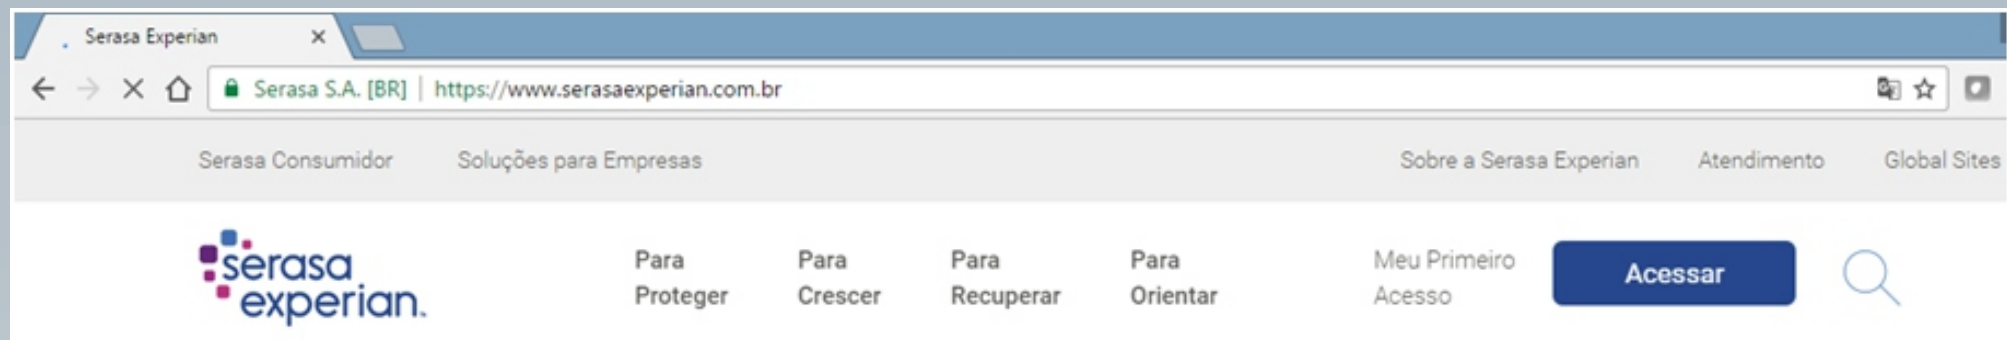 Serasa Experian
Serasa S.A. [BR] | https://www.serasaexperian.com.br
Serasa Consumidor Soluções para Empresas Sobre a Serasa Experian Atendimento Global Sites
serasa
experian.
Para
Proteger
Para
Crescer
Para
Recuperar
Para
Orientar
Meu Primeiro
Acesso
Acessar